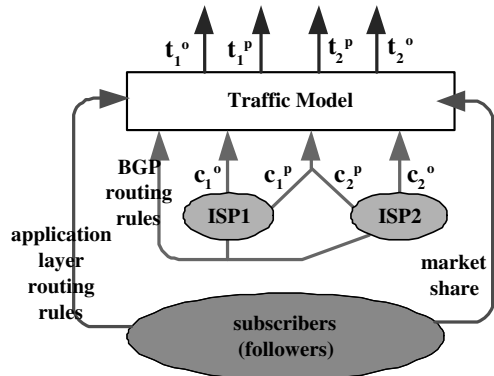 t₁ᵒ t₁ᵖ t₂ᵖ t₂ᵒ
Traffic Model
BGP
routing
rules
c₁ᵒ c₁ᵖ c₂ᵖ c₂ᵒ
ISP1 ISP2
application
layer
routing
rules
market
share
subscribers
(followers)